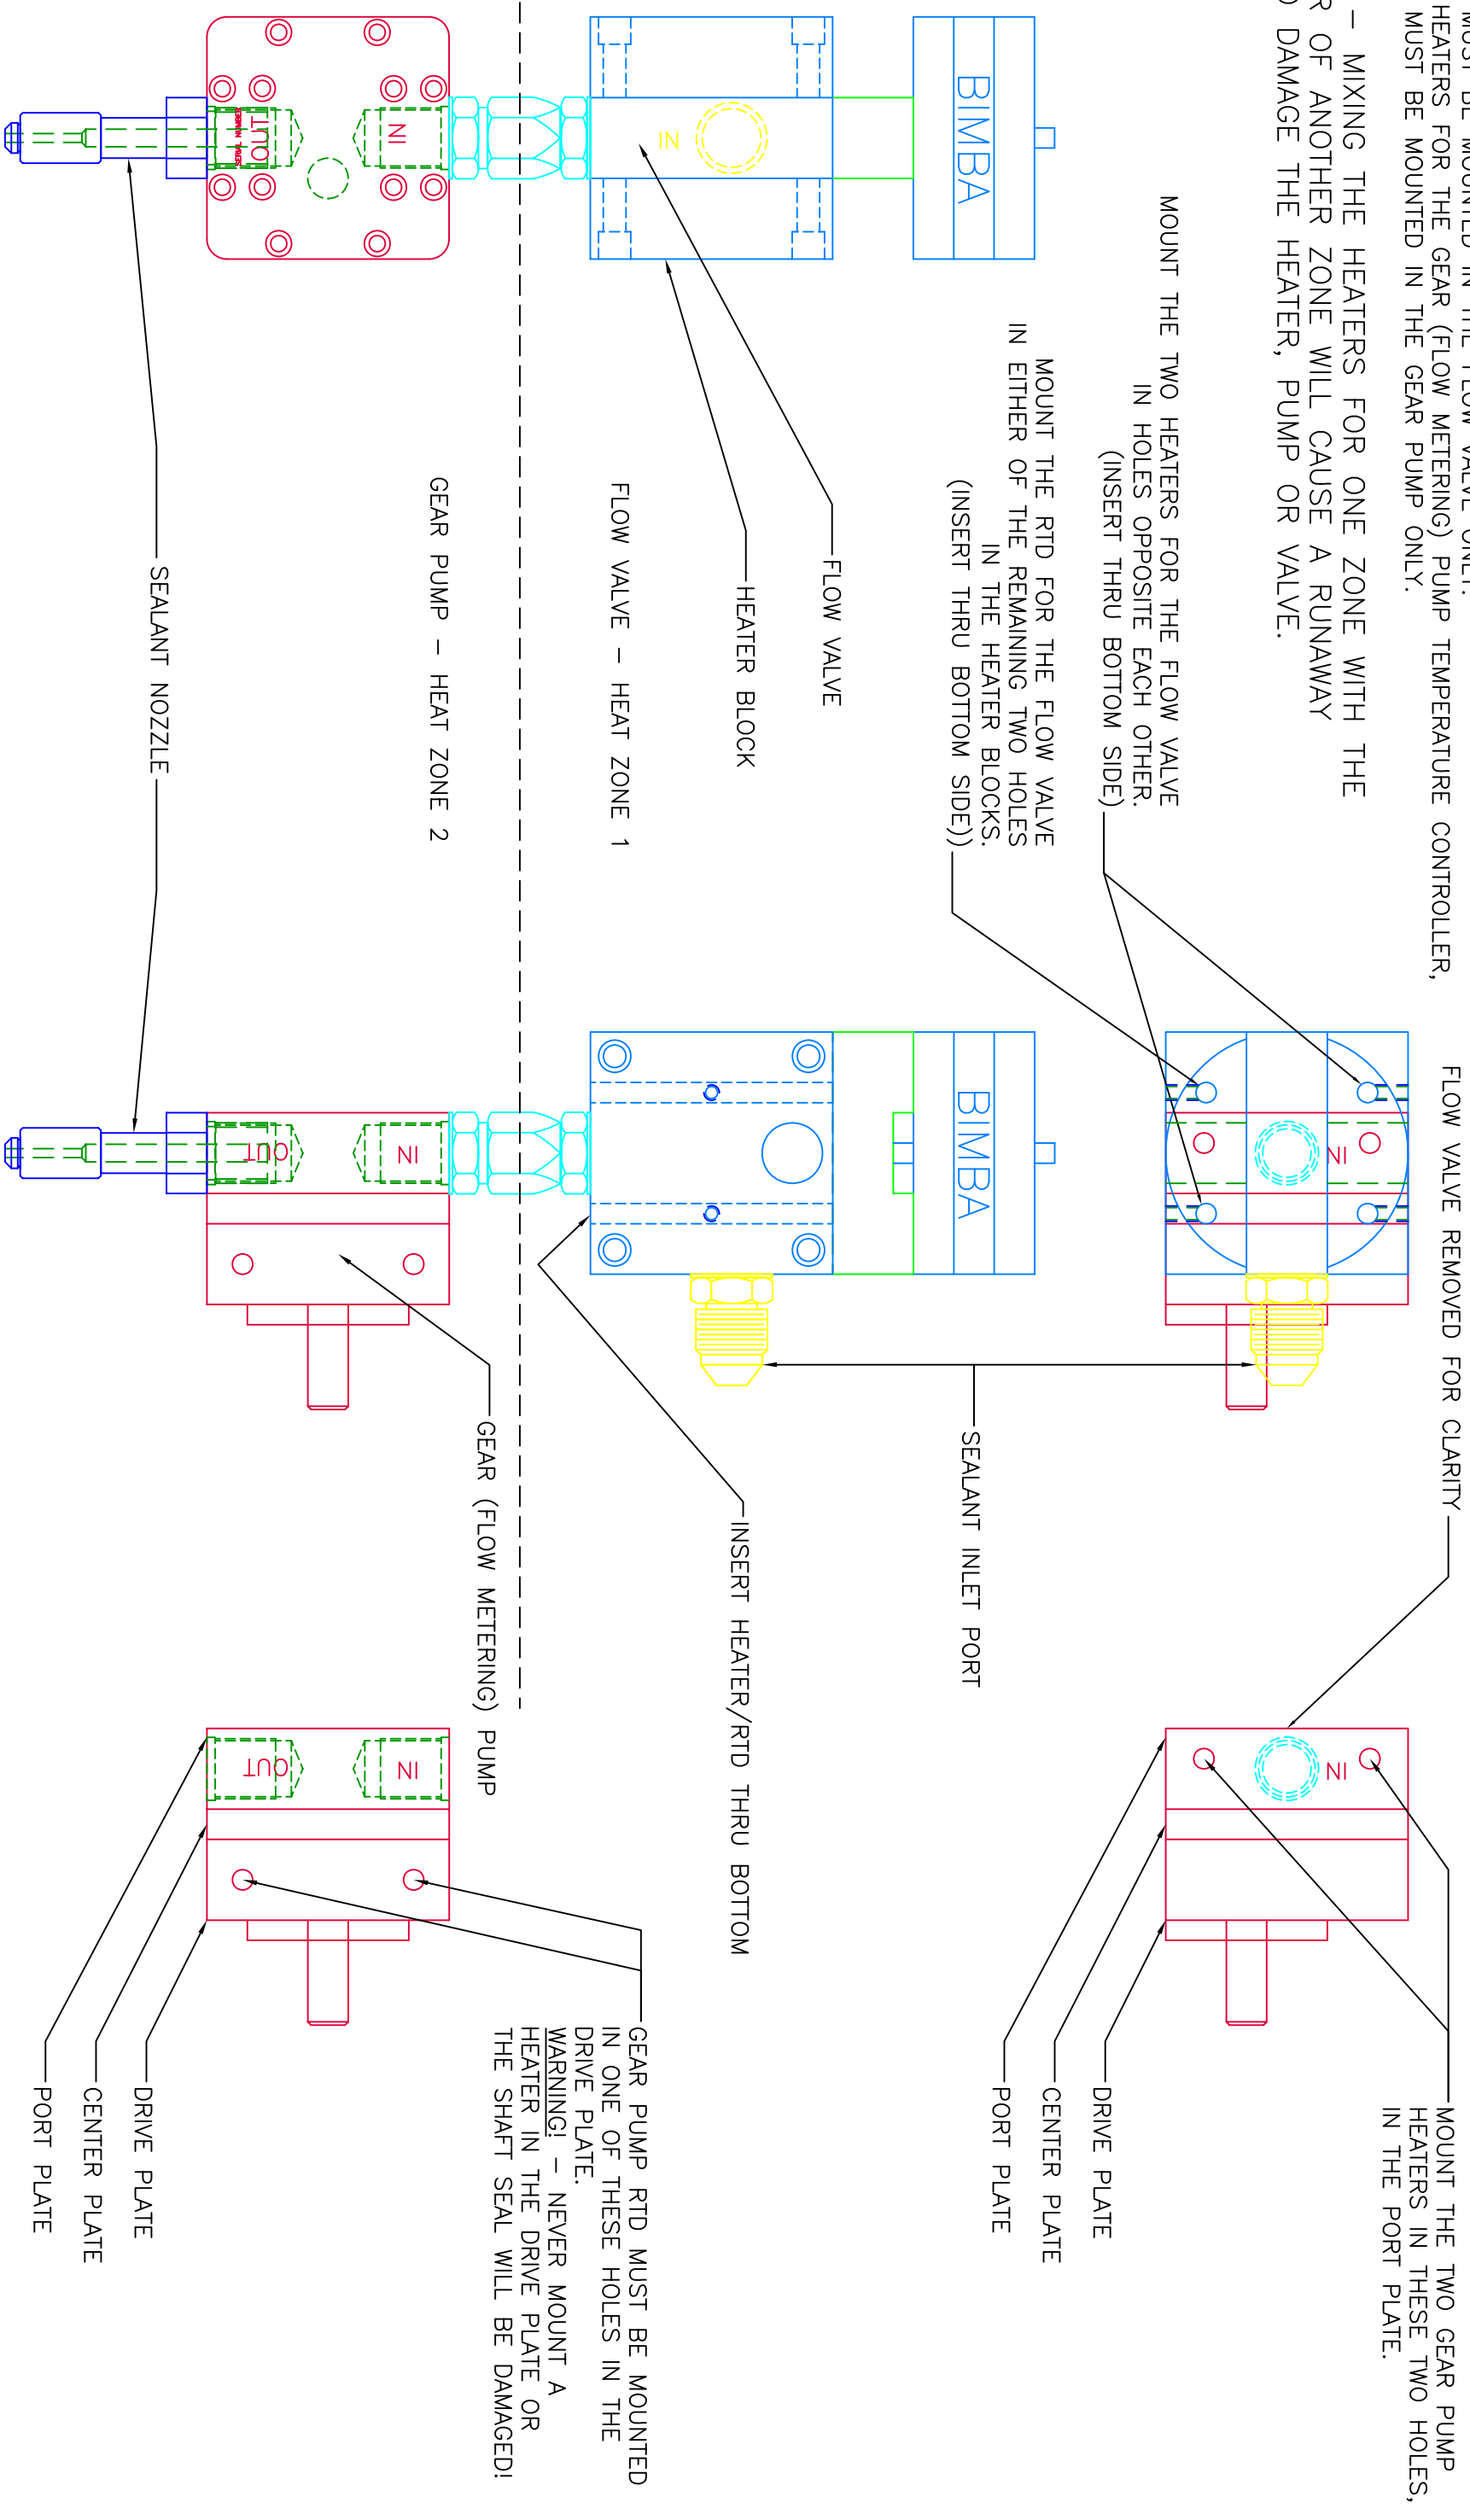 MUST BE MOUNTED IN THE FLOW VALVE ONLY.
HEATERS FOR THE GEAR (FLOW METERING) PUMP TEMPERATURE CONTROLLER,
MUST BE MOUNTED IN THE GEAR PUMP ONLY.
– MIXING THE HEATERS FOR ONE ZONE WITH THE
R OF ANOTHER ZONE WILL CAUSE A RUNAWAY
DAMAGE THE HEATER, PUMP OR VALVE.
MOUNT THE TWO HEATERS FOR THE FLOW VALVE
IN HOLES OPPOSITE EACH OTHER.
(INSERT THRU BOTTOM SIDE)
MOUNT THE RTD FOR THE FLOW VALVE
IN EITHER OF THE REMAINING TWO HOLES
IN THE HEATER BLOCKS.
(INSERT THRU BOTTOM SIDE))
FLOW VALVE REMOVED FOR CLARITY
MOUNT THE TWO GEAR PUMP
HEATERS IN THESE TWO HOLES,
IN THE PORT PLATE.
IN
IN
DRIVE PLATE
CENTER PLATE
PORT PLATE
BIMBA
IN
FLOW VALVE
HEATER BLOCK
BIMBA
SEALANT INLET PORT
INSERT HEATER/RTD THRU BOTTOM
FLOW VALVE – HEAT ZONE 1
GEAR PUMP – HEAT ZONE 2
GEAR (FLOW METERING) PUMP
GEAR PUMP RTD MUST BE MOUNTED
IN ONE OF THESE HOLES IN THE
DRIVE PLATE.
WARNING! – NEVER MOUNT A
HEATER IN THE DRIVE PLATE OR
THE SHAFT SEAL WILL BE DAMAGED!
IN
OUT
IN
OUT
IN
OUT
SEALANT NOZZLE
DRIVE PLATE
CENTER PLATE
PORT PLATE